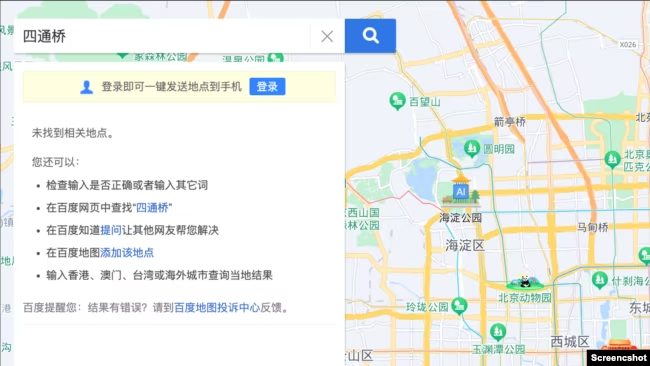 四通桥
登录即可一键发送地点到手机 登录
未找到相关地点。
您还可以:
检查输入是否正确或者输入其它词
在百度网页中查找“四通桥”
在百度知道提问让其他网友帮您解决
在百度地图添加该地点
输入香港、澳门、台湾或海外城市查询当地结果
百度提醒您:结果有错误?请到百度地图投诉中心反馈。
X026
百望山
箭亭桥
圆明园
北京奥
匹克公
AI
海淀公园
海淀区
马甸桥
京西山国
森林公园
什刹海公
北京动物园
玲珑公园
东城
玉渊潭公园
西城区
景山区
Screencshot